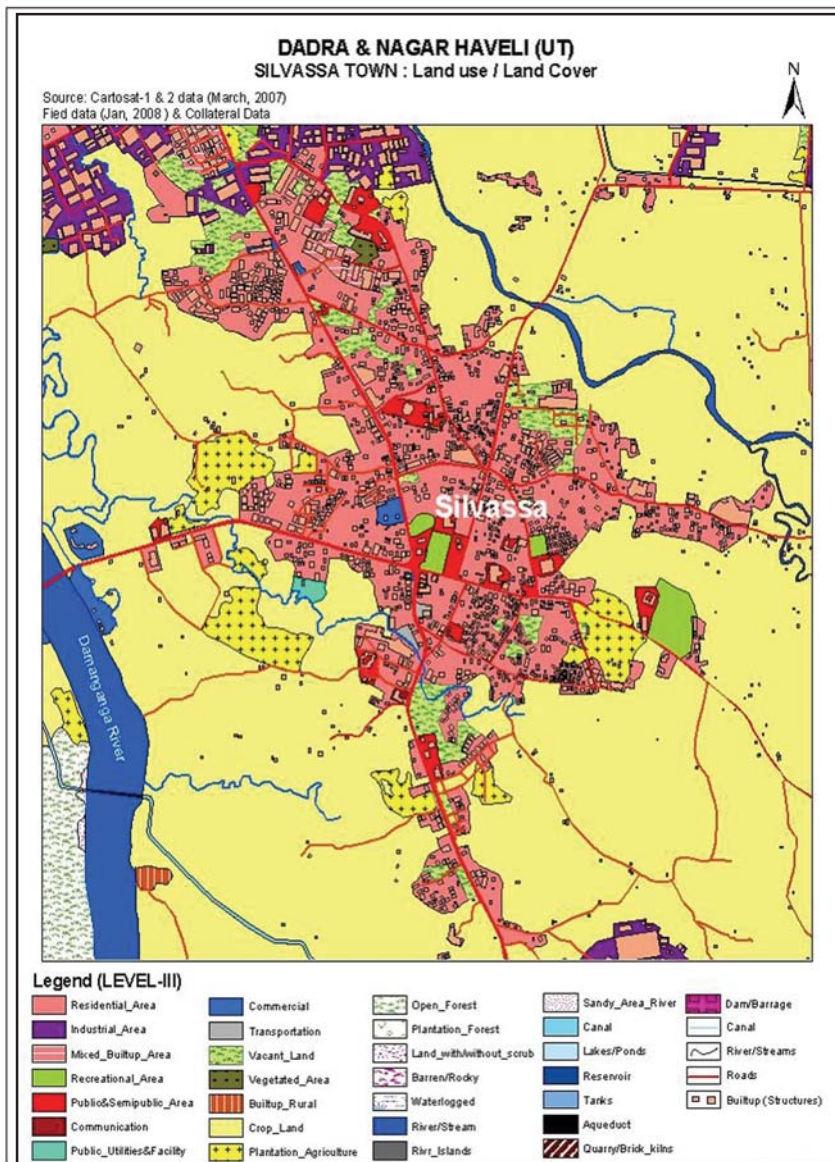 DADRA & NAGAR HAVELI (UT)
SILVASSA TOWN : Land use / Land Cover
N
Source: Cartosat-1 & 2 data (March, 2007)
Fied data (Jan, 2008 ) & Collateral Data
Silvassa
Damanganga River
Legend (LEVEL-III)
Residential_Area
Industrial_Area
Miced_Builtup_Area
Recreational_Area
Public&Semipublic_Area
Communication
Public_Utilities&Facility
Commercial
Transportation
Vacant_Land
Vegetated_Area
Builtup_Rural
Crop_Land
Plantation_Agriculture
Open_Forest
Plantation_Forest
Land_with/without_scrub
Barren/Rocky
Waterlogged
River/Stream
Rivr_Islands
Sandy_Area_River
Canal
Lakes/Ponds
Reservoir
Tanks
Aqueduct
Quarry/Brick_kilns
Dam/Barrage
Canal
River/Streams
Roads
Builtup (Structures)